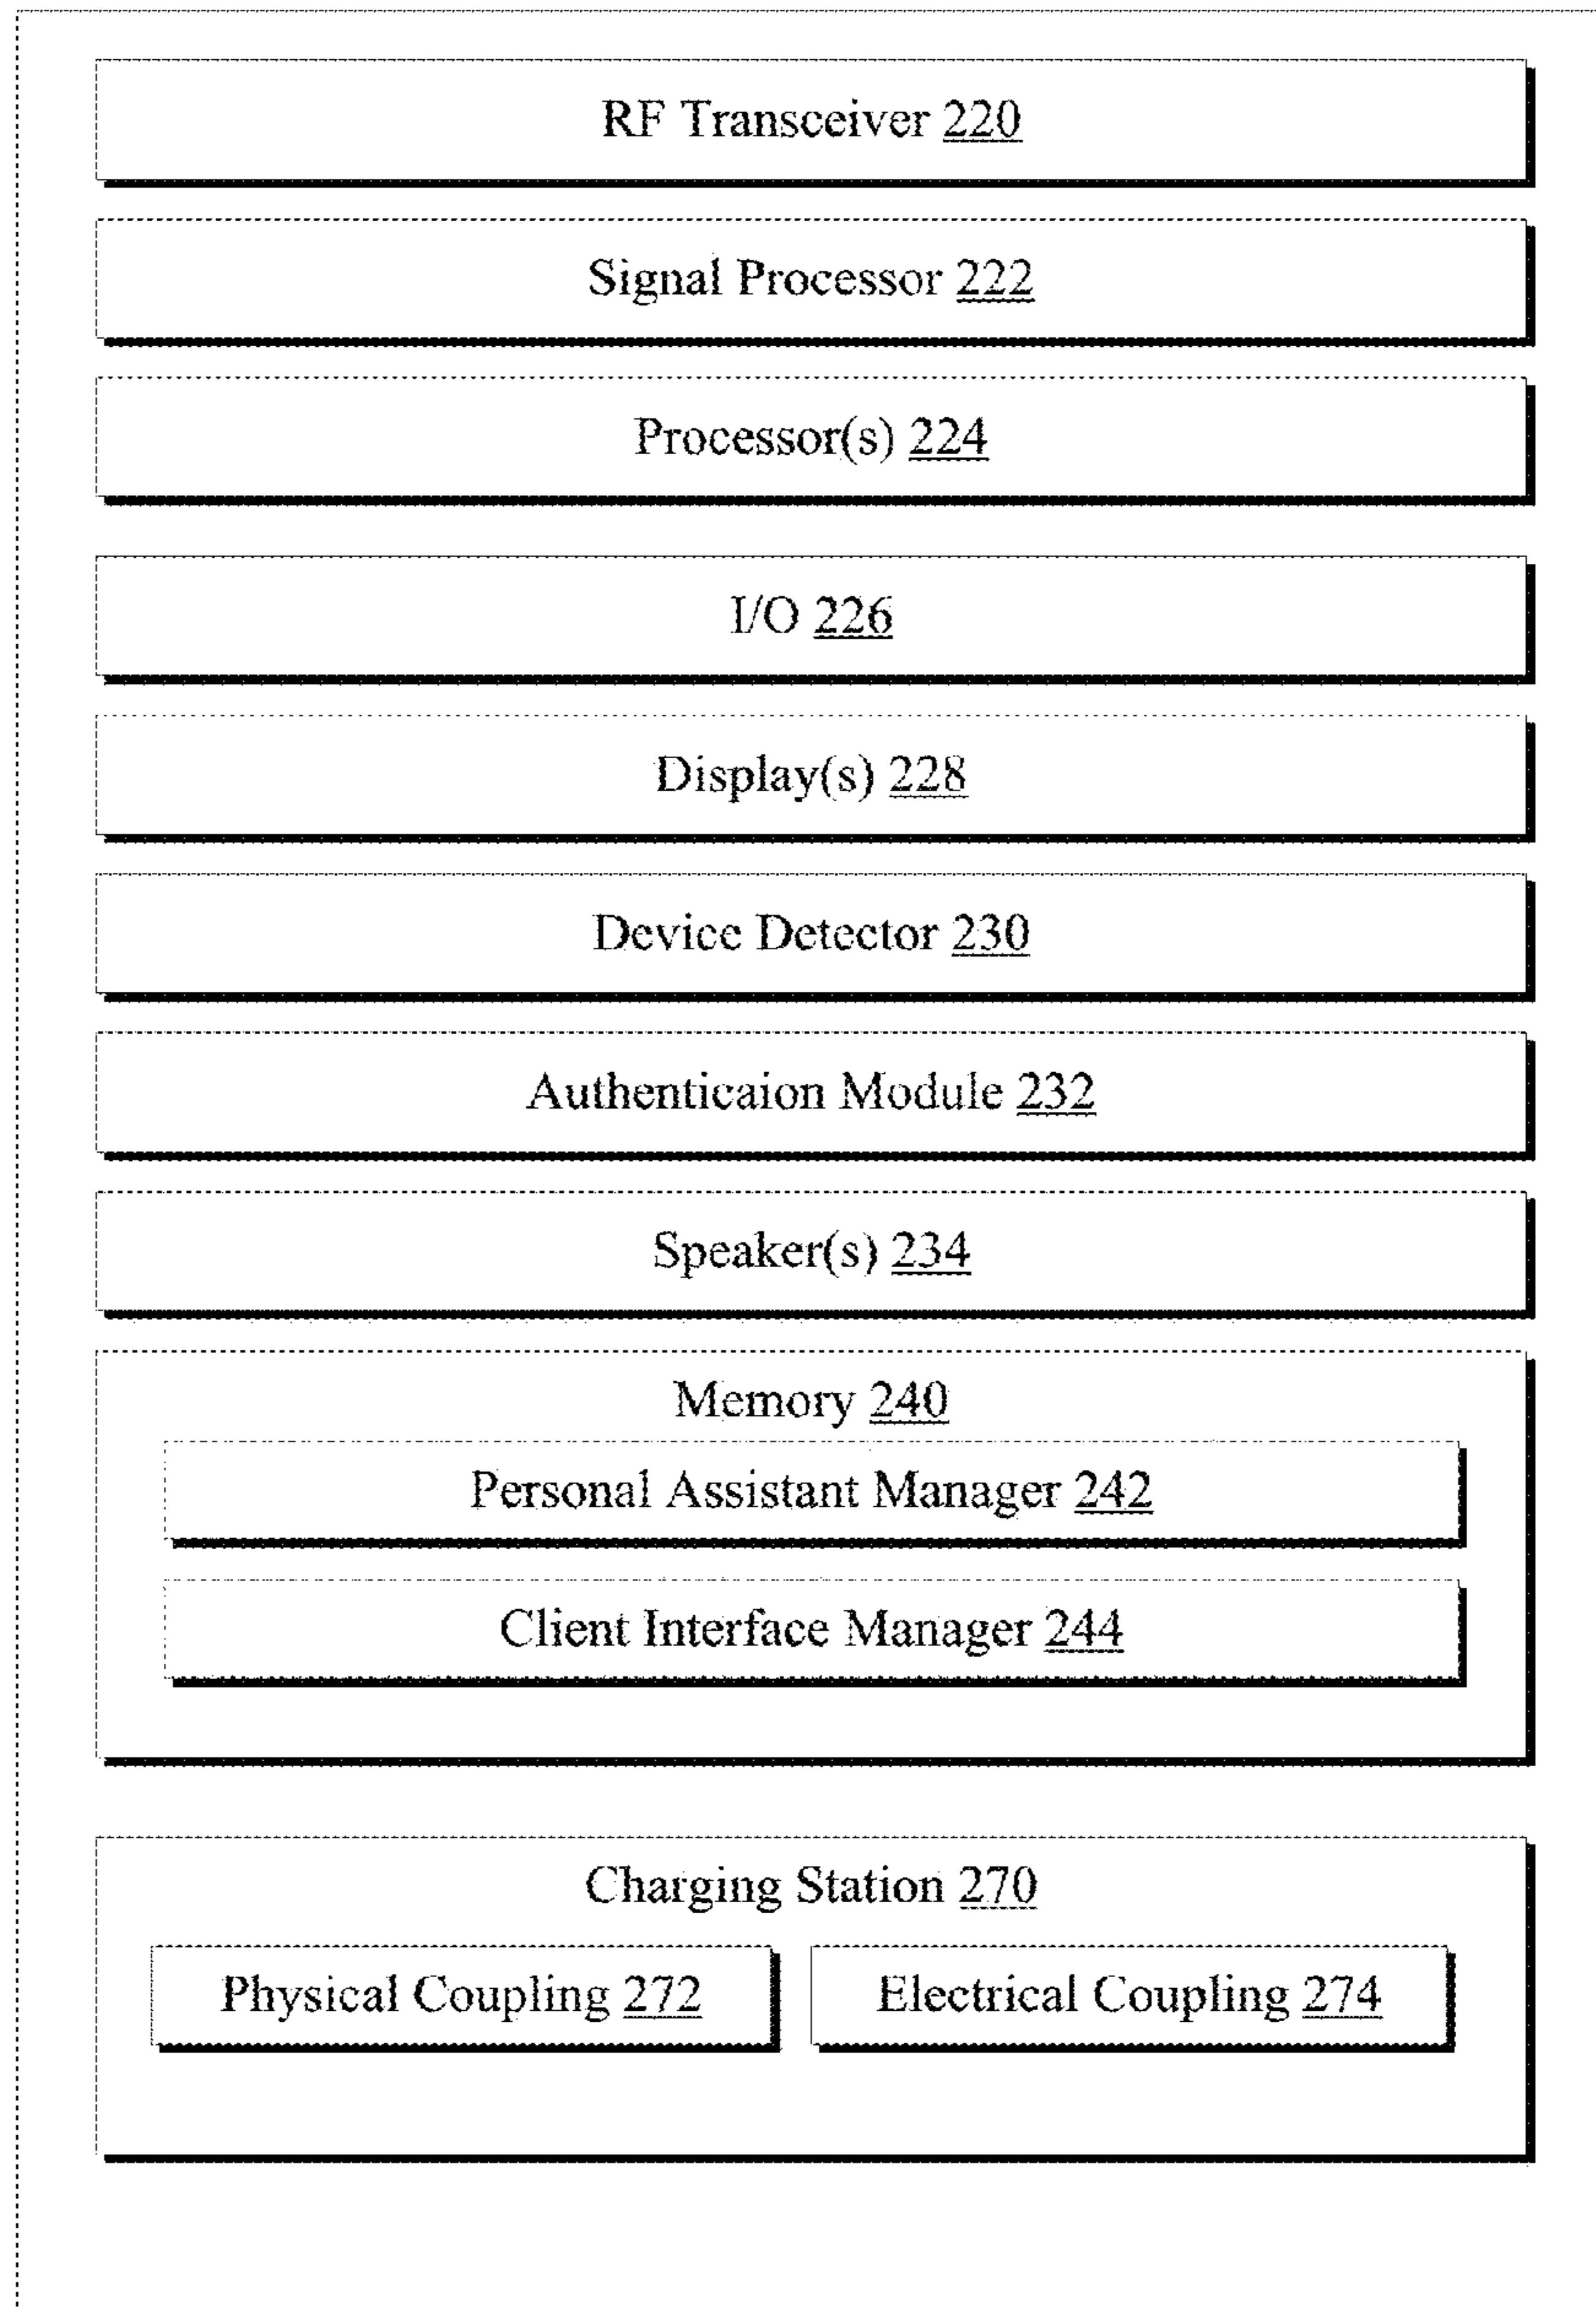 RF Transceiver 220
Signal Processor 222
Processor(s) 224
I/O 226
Display(s) 228
Device Detector 230
Authenticaion Module 232
Speaker(s) 234
Memory 240
Personal Assistant Manager 242
Client Interface Manager 244
Charging Station 270
Physical Coupling 272
Electrical Coupling 274